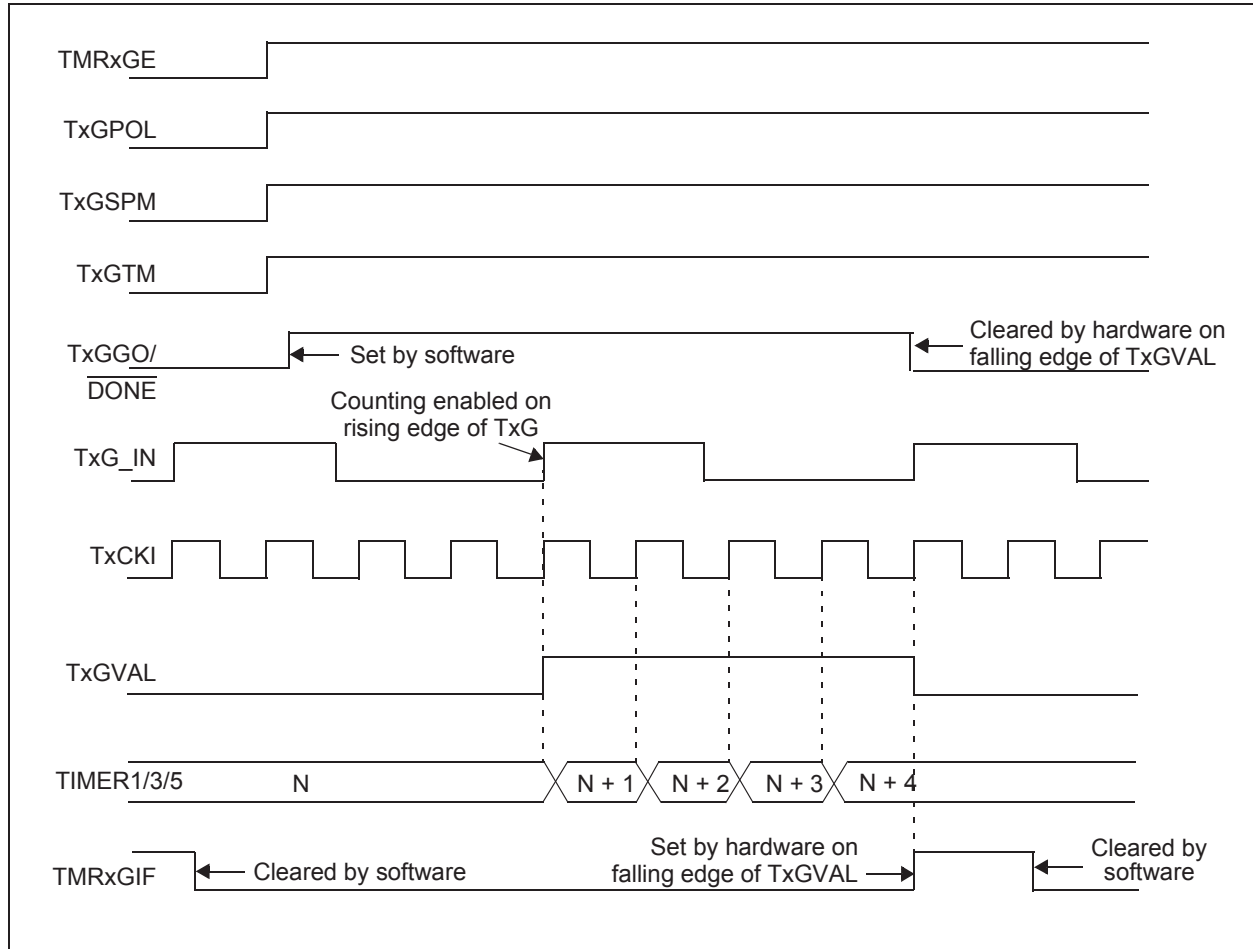 TMRxGE
TxGPOL
TxGSPM
TxGTM
TxGGO/
DONE
Set by software
Cleared by hardware on
falling edge of TxGVAL
Counting enabled on
rising edge of TxG
TxG_IN
TxCKI
TxGVAL
TIMER1/3/5
N
N + 1
N + 2
N + 3
N + 4
TMRxGIF
Cleared by software
Set by hardware on
falling edge of TxGVAL
Cleared by
software